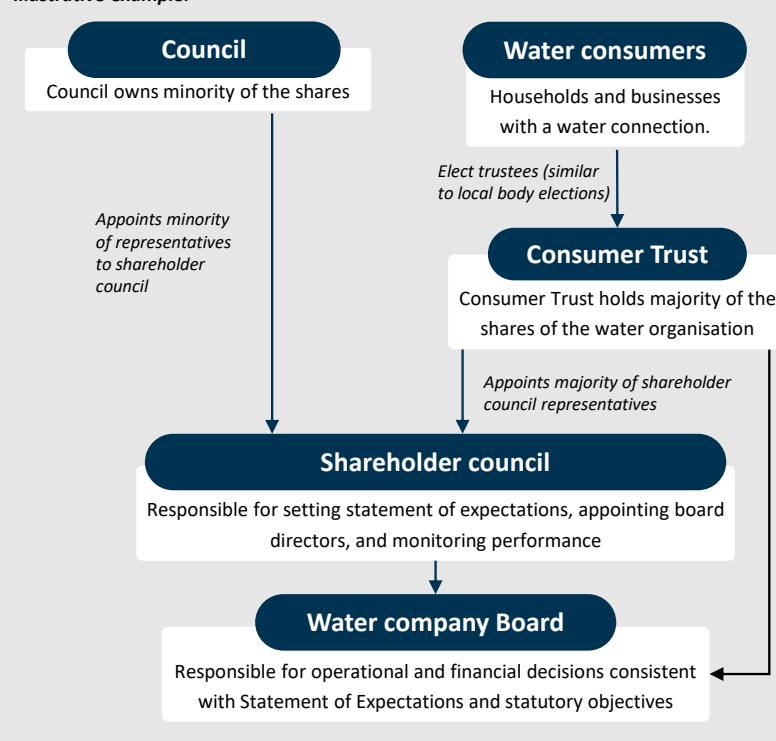 Illustrative example:
Council
Council owns minority of the shares
Water consumers
Households and businesses
with a water connection.
Elect trustees (similar
to local body elections)
Appoints minority
of representatives
to shareholder
council
Consumer Trust
Consumer Trust holds majority of the
shares of the water organisation
Appoints majority of shareholder
council representatives
Shareholder council
Responsible for setting statement of expectations, appointing board
directors, and monitoring performance
Water company Board
Responsible for operational and financial decisions consistent
with Statement of Expectations and statutory objectives